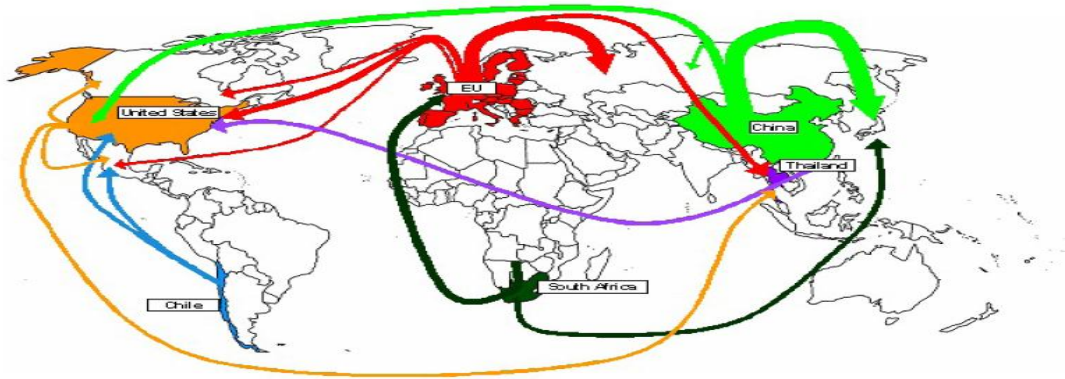 EU
United States
China
Thailand
South Africa
Chile